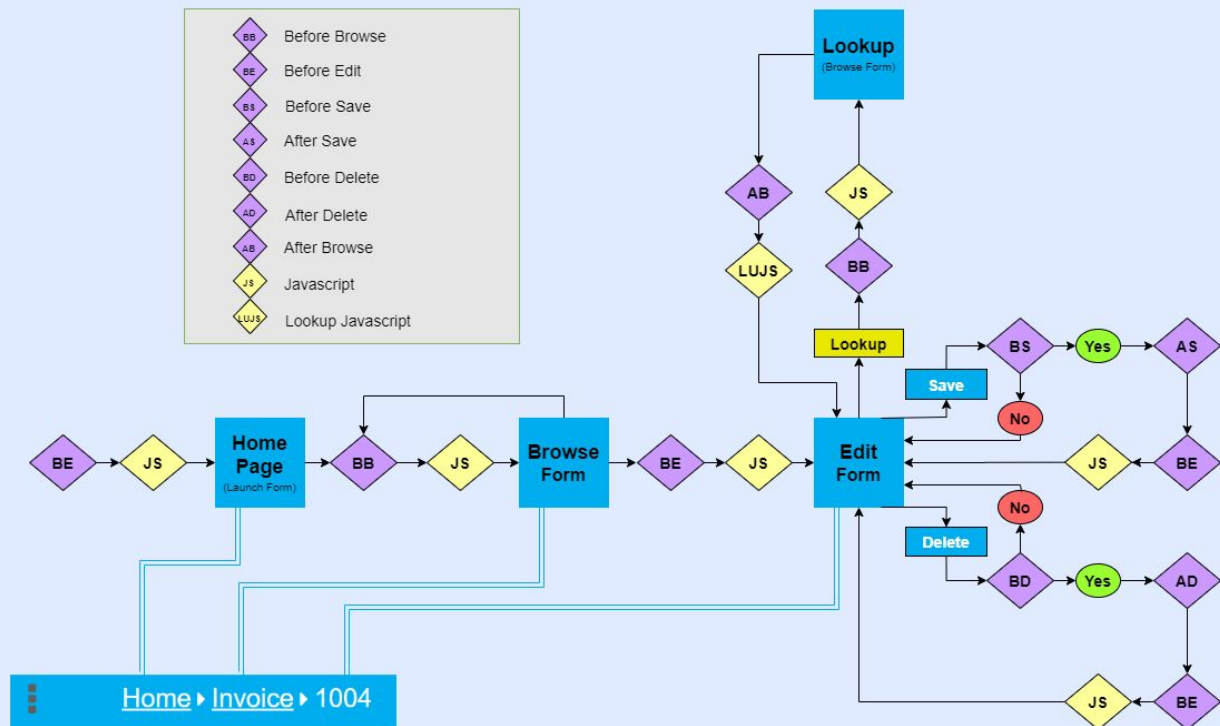 BB Before Browse
BE Before Edit
BS Before Save
AS After Save
BD Before Delete
AD After Delete
AB After Browse
JS Javascript
LUJS Lookup Javascript
Lookup
(Browse Form)
AB
JS
LUJS
BB
Lookup
BS
Yes
AS
Save
No
BE
JS
Home
Page
(Launch Form)
BB
JS
Browse
Form
BE
JS
Edit
Form
JS
BE
No
Delete
BD
Yes
AD
JS
BE
Home Invoice 1004